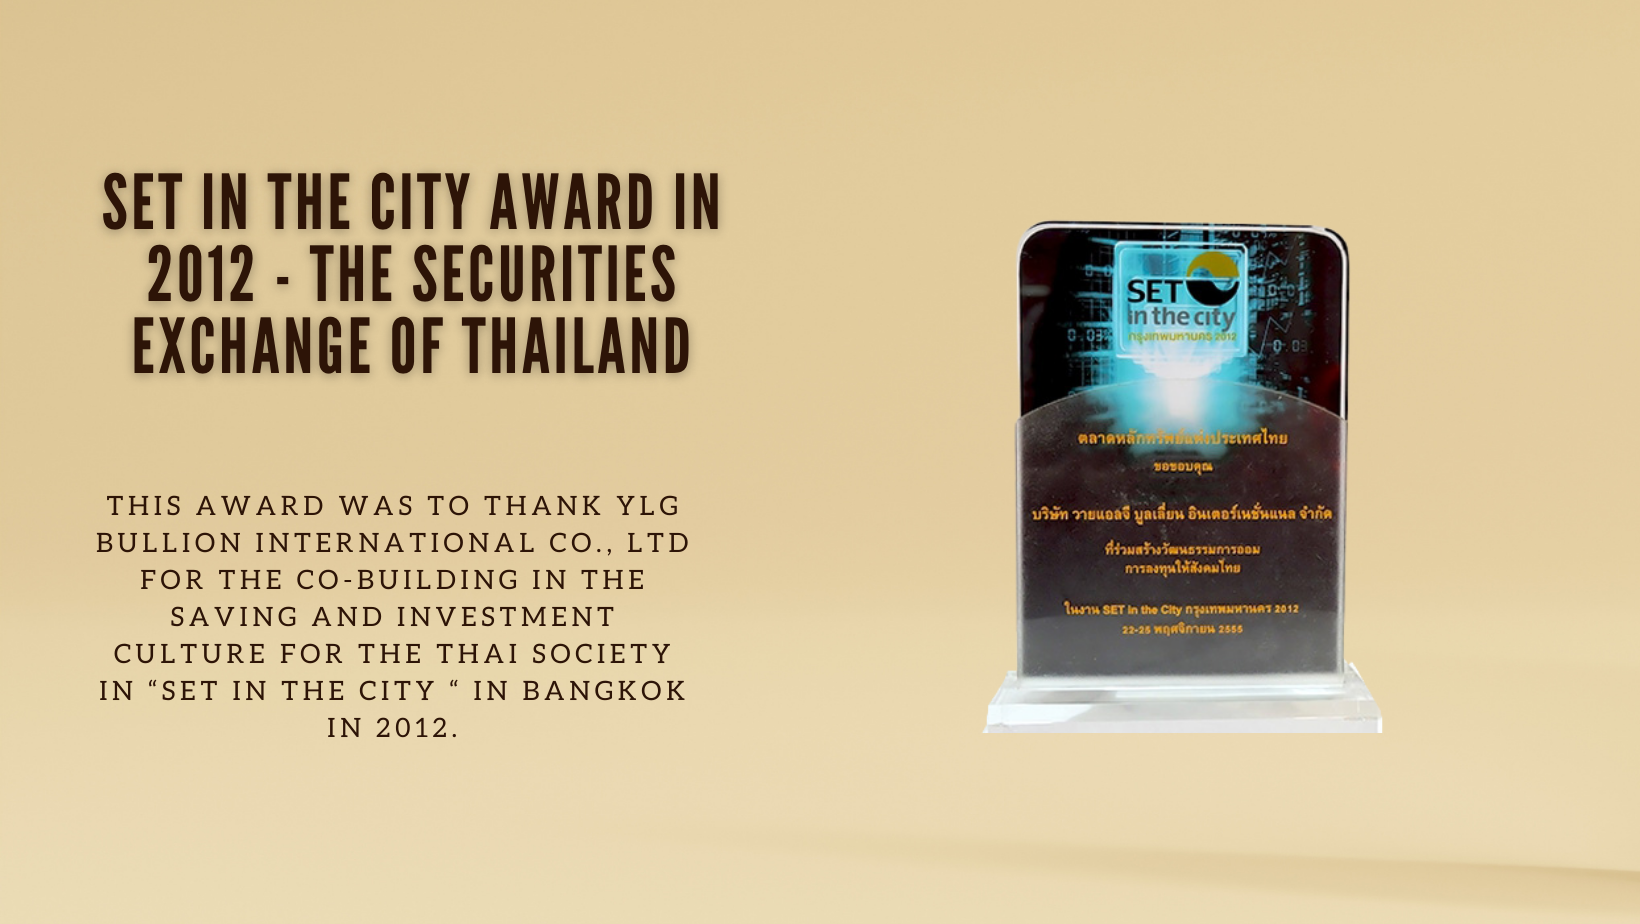 SET IN THE CITY AWARD IN
2012 - THE SECURITIES
EXCHANGE OF THAILAND
THIS AWARD WAS TO THANK YLG
BULLION INTERNATIONAL CO., LTD
FOR THE CO-BUILDING IN THE
SAVING AND INVESTMENT
CULTURE FOR THE THAI SOCIETY
IN “SET IN THE CITY “ IN BANGKOK
IN 2012.
SET
in the city
กรุงเทพมหานคร 2012
ตลาดหลักทรัพย์แห่งประเทศไทย
ขอขอบคุณ
บริษัท วายแอลจี บูลเลี่ยน อินเตอร์เนชั่นแนล จำกัด
ที่ร่วมสร้างวัฒนธรรมการออม
การลงทุนให้สังคมไทย
ในงาน SET in the City กรุงเทพมหานคร 2012
22-25 พฤศจิกายน 2555